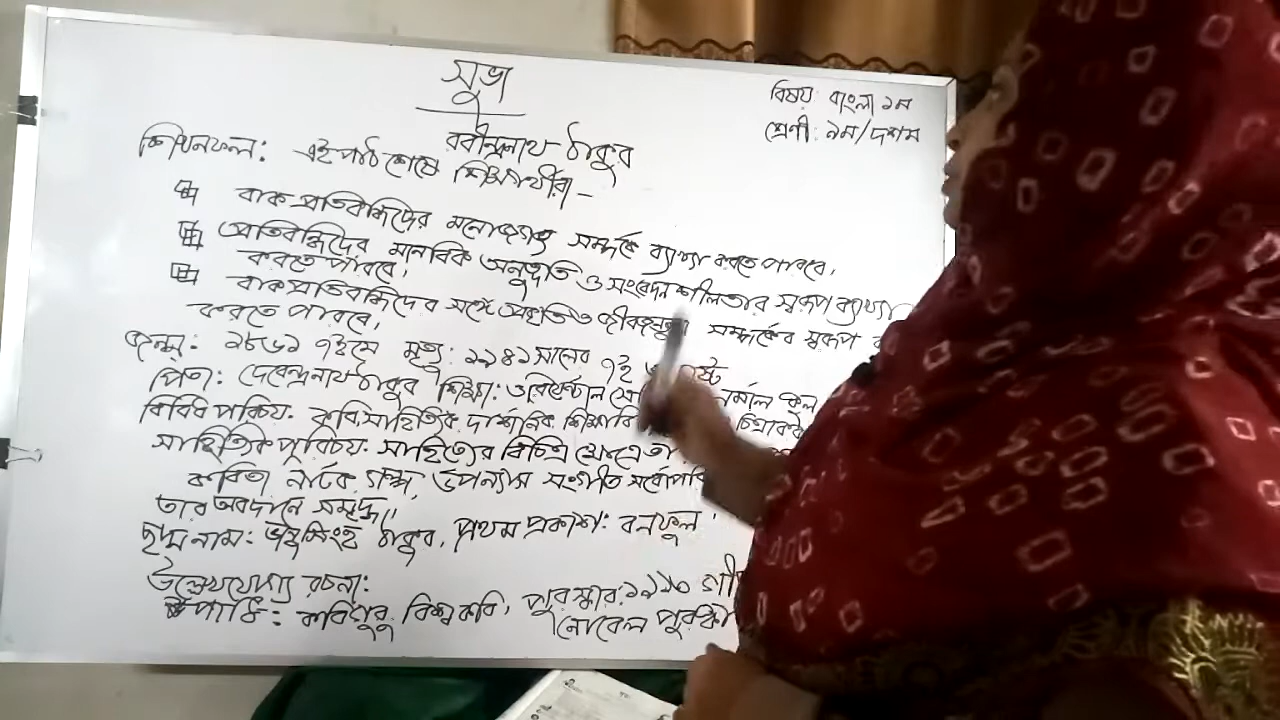 সুভা
রবীন্দ্রনাথ ঠাকুর
বিষয়: বাংলা ১ম
শ্রেণী: ৯ম/দশম
শিখনফল: এই পাঠ শেষে শিক্ষার্থীরা-
বাক প্রতিবন্ধিদের মনোজগৎ সম্পর্কে ব্যাখ্যা করতে পারবে,
প্রতিবন্ধিদের মানবিক অনুভূতি ও সংবেদনশীলতার স্বরূপ ব্যাখ্যা
করতে পারবে,
বাকপ্রতিবন্ধিদের সঙ্গে প্রকৃতি ও জীবজন্তুর সম্পর্কের স্বরূপ
করতে পারবে,
জন্ম: ১৮৬১ ৭ইমে মৃত্যু: ১৯৪১ সালের ৭ই
পিতা: দেবেন্দ্রনাথ ঠাকুর শিক্ষা: ওরিয়েন্টাল নর্মাল স্কুল
বিবিধ পরিচয়: কবি সাহিত্যিক দার্শনিক
সাহিত্যিক পরিচয়: সাহিত্যের বিচিত্র ক্ষেত্রে তা
কবিতা নাটক গল্প, উপন্যাস সংগীত সর্বোপরি
তার অবদানে সমৃদ্ধ।
ছদ্ম নাম: ভানুসিংহ ঠাকুর, প্রথম প্রকাশ: বনফুল
উল্লেখযোগ্য রচনা:
উপাধি: কবিগুরু, বিশ্বকবি, পুরস্কার: ১৯১৩
নোবেল